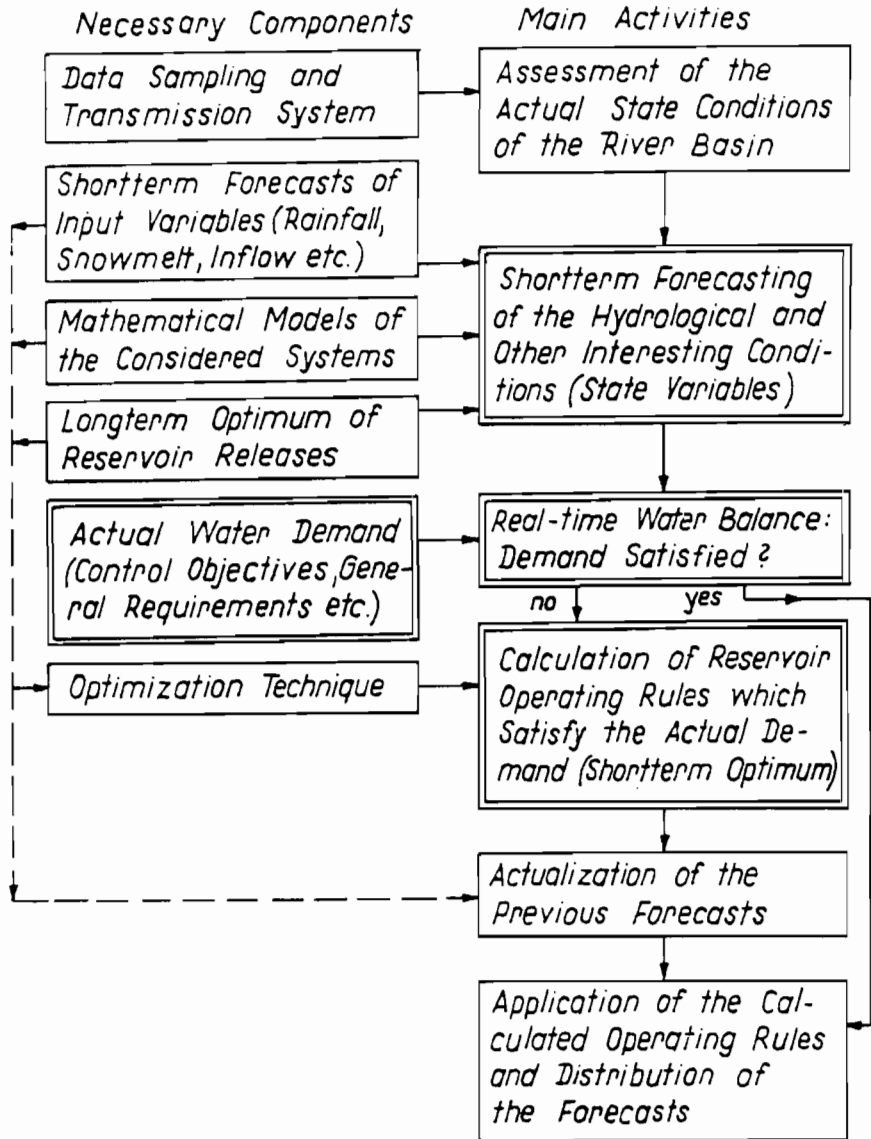 Necessary Components
Main Activities
Data Sampling and
Transmission System
Assessment of the
Actual State Conditions
of the River Basin
Shortterm Forecasts of
Input Variables (Rainfall,
Snowmelt, Inflow etc.)
Mathematical Models of
the Considered Systems
Longterm Optimum of
Reservoir Releases
Shortterm Forecasting
of the Hydrological and
Other Interesting Condi-
tions (State Variables)
Actual Water Demand
(Control Objectives, Gene-
ral Requirements etc.)
Real-time Water Balance:
Demand Satisfied?
no
yes
Optimization Technique
Calculation of Reservoir
Operating Rules which
Satisfy the Actual De-
mand (Shortterm Optimum)
Actualization of the
Previous Forecasts
Application of the Cal-
culated Operating Rules
and Distribution of
the Forecasts